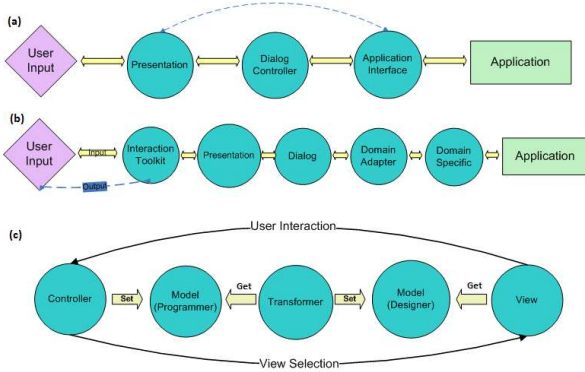 (a)
User
Input
Presentation
Dialog
Controller
Application
Interface
Application
(b)
User
Input
Input
Output
Interaction
Toolkit
Presentation
Dialog
Domain
Adapter
Domain
Specific
Application
(c)
User Interaction
Controller
Set
Model
(Programmer)
Get
Transformer
Set
Model
(Designer)
Get
View
View Selection